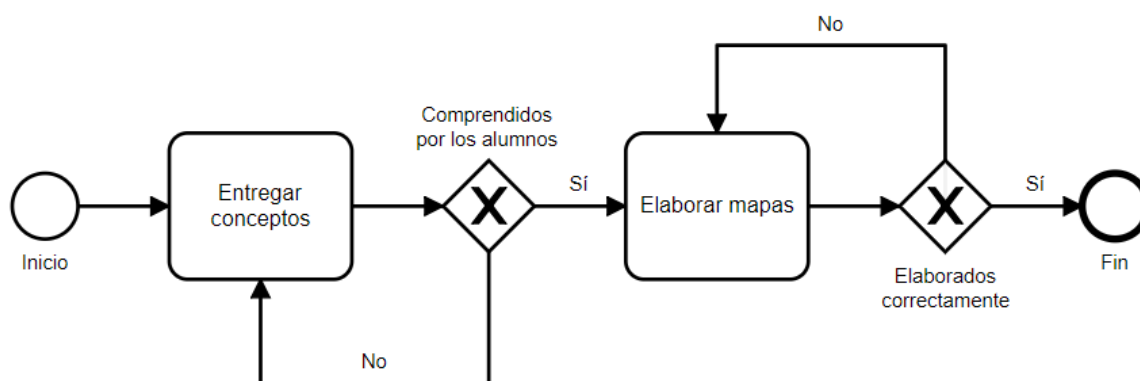 No
Comprendidos
por los alumnos
Entregar
conceptos
Sí
Elaborar mapas
Sí
Inicio
Elaborados
correctamente
Fin
No